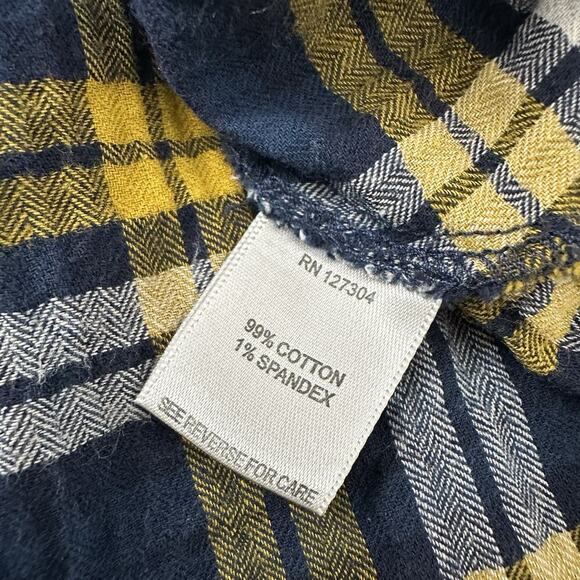 RN 127304
99% COTTON
1% SPANDEX
SEE REVERSE FOR CARE